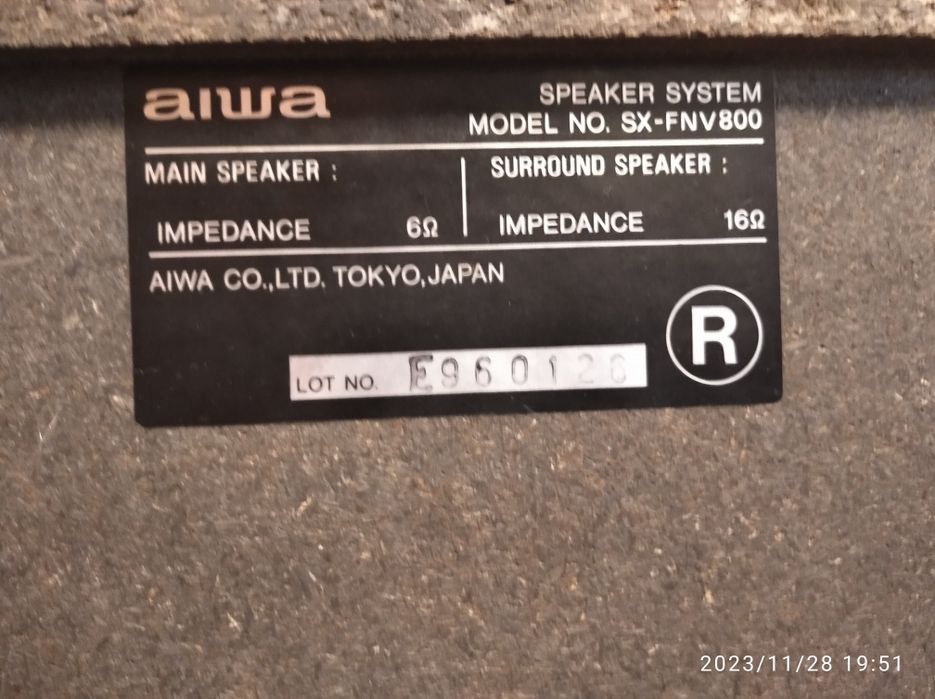 aiwa
SPEAKER SYSTEM
MODEL NO. SX-FNV800
MAIN SPEAKER :
IMPEDANCE 6Ω
SURROUND SPEAKER :
IMPEDANCE 16Ω
AIWA CO.,LTD. TOKYO,JAPAN
R
LOT NO. E960126
2023/11/28 19:51